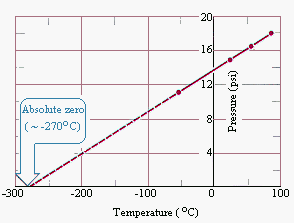 20
16
12
8
4
Pressure (psi)
Absolute zero
(~-270°C)
-300 -200 -100 0 100
Temperature (°C)